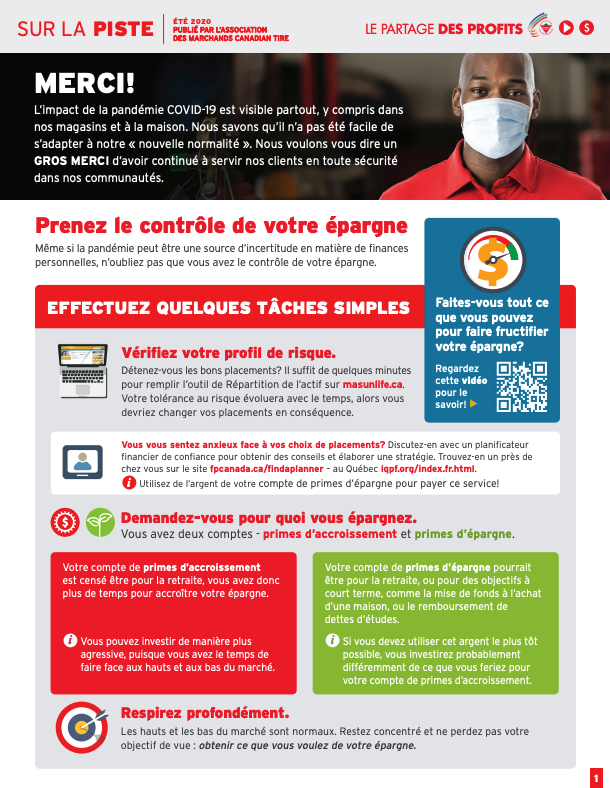 SUR LA PISTE
ÉTÉ 2020
PUBLIÉ PAR L'ASSOCIATION
DES MARCHANDS CANADIAN TIRE
LE PARTAGE DES PROFITS
MERCI!
L'impact de la pandémie COVID-19 est visible partout, y compris dans
nos magasins et à la maison. Nous savons qu'il n'a pas été facile de
s'adapter à notre « nouvelle normalité ». Nous voulons vous dire un
GROS MERCI d'avoir continué à servir nos clients en toute sécurité
dans nos communautés.
Prenez le contrôle de votre épargne
Même si la pandémie peut être une source d'incertitude en matière de finances
personnelles, n'oubliez pas que vous avez le contrôle de votre épargne.
Faites-vous tout ce
que vous pouvez
pour faire fructifier
votre épargne?
Regardez
cette vidéo
pour le
savoir!
EFFECTUEZ QUELQUES TÂCHES SIMPLES
Vérifiez votre profil de risque.
Détenez-vous les bons placements? Il suffit de quelques minutes
pour remplir l'outil de Répartition de l'actif sur masunlife.ca.
Votre tolérance au risque évoluera avec le temps, alors vous
devriez changer vos placements en conséquence.
Vous vous sentez anxieux face à vos choix de placements? Discutez-en avec un planificateur
financier de confiance pour obtenir des conseils et élaborer une stratégie. Trouvez-en un près de
chez vous sur le site fpcanada.ca/findaplanner – au Québec iqpf.org/index.fr.html.
i Utilisez de l'argent de votre compte de primes d'épargne pour payer ce service!
Demandez-vous pour quoi vous épargnez.
Vous avez deux comptes - primes d'accroissement et primes d'épargne.
Votre compte de primes d'accroissement
est censé être pour la retraite, vous avez donc
plus de temps pour accroître votre épargne.
i Vous pouvez investir de manière plus
agressive, puisque vous avez le temps de
faire face aux hauts et aux bas du marché.
Votre compte de primes d'épargne pourrait
être pour la retraite, ou pour des objectifs à
court terme, comme la mise de fonds à l'achat
d'une maison, ou le remboursement de
dettes d'études.
i Si vous devez utiliser cet argent le plus tôt
possible, vous investirez probablement
différemment de ce que vous feriez pour
votre compte de primes d'accroissement.
Respirez profondément.
Les hauts et les bas du marché sont normaux. Restez concentré et ne perdez pas votre
objectif de vue : obtenir ce que vous voulez de votre épargne.
1